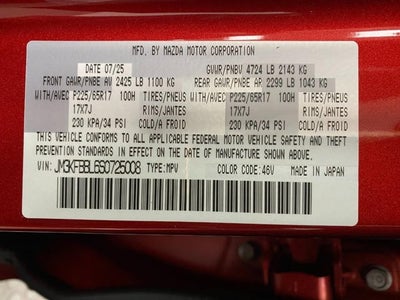 MFD. BY MAZDA MOTOR CORPORATION
DATE 07/25 GVWR/PNBV 4724 LB 2143 KG
FRONT GAWR/PNBE AV 2425 LB 1100 KG REAR GAWR/PNBE AR 2299 LB 1043 KG
WITH/AVEC P225/65R17 100H TIRES/PNEUS WITH/AVEC P225/65R17 100H TIRES/PNEUS
17X7J RIMS/JANTES 17X7J RIMS/JANTES
230 KPA/34 PSI COLD/A FROID 230 KPA/34 PSI COLD/A FROID
THIS VEHICLE CONFORMS TO ALL APPLICABLE FEDERAL MOTOR VEHICLE SAFETY, BUMPER, AND THEFT
PREVENTION STANDARDS IN EFFECT ON THE DATE OF MANUFACTURE SHOWN ABOVE.
VIN: JM3KFBBL6S0725008 TYPE:MPV COLOR CODE:46V MADE IN JAPAN